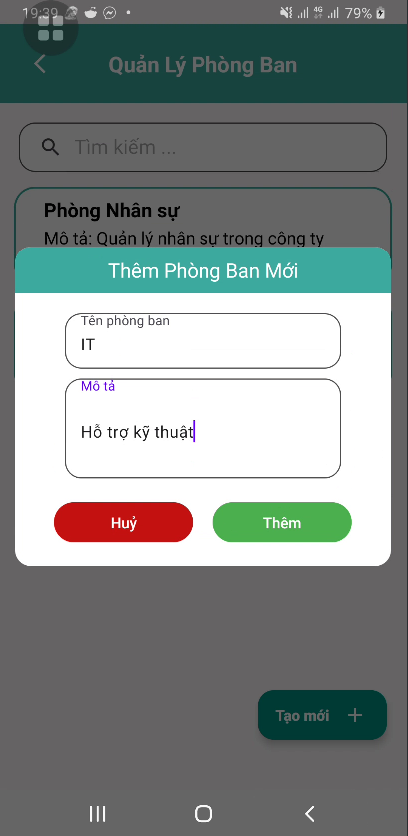 19:39
4G
79%
Quản Lý Phòng Ban
Tìm kiếm ...
Phòng Nhân sự
Mô tả: Quản lý nhân sự trong công ty
Thêm Phòng Ban Mới
Tên phòng ban
IT
Mô tả
Hỗ trợ kỹ thuật
Huỷ
Thêm
Tạo mới